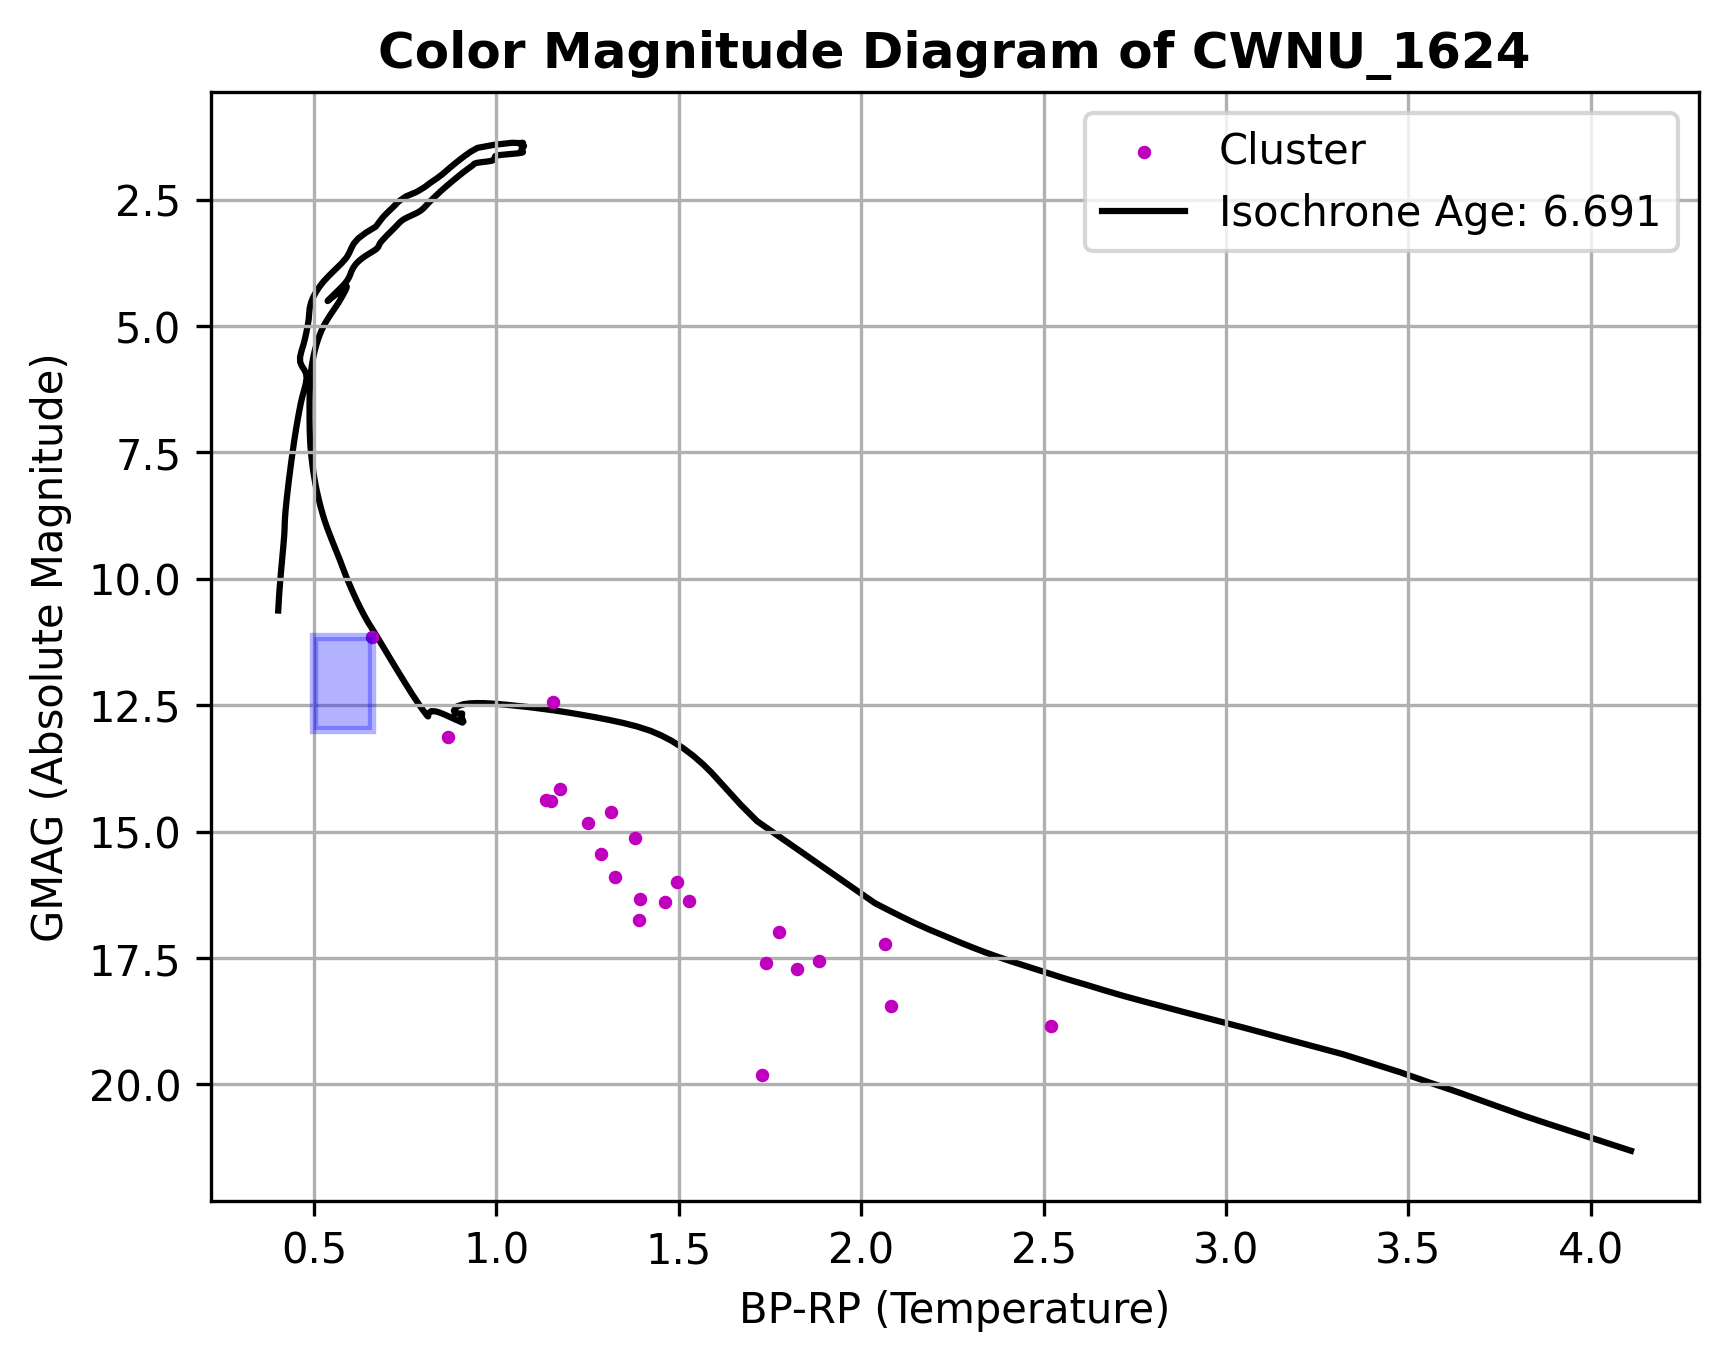 Color Magnitude Diagram of CWNU_1624
Cluster
Isochrone Age: 6.691
GMAG (Absolute Magnitude)
2.5
5.0
7.5
10.0
12.5
15.0
17.5
20.0
0.5 1.0 1.5 2.0 2.5 3.0 3.5 4.0
BP-RP (Temperature)